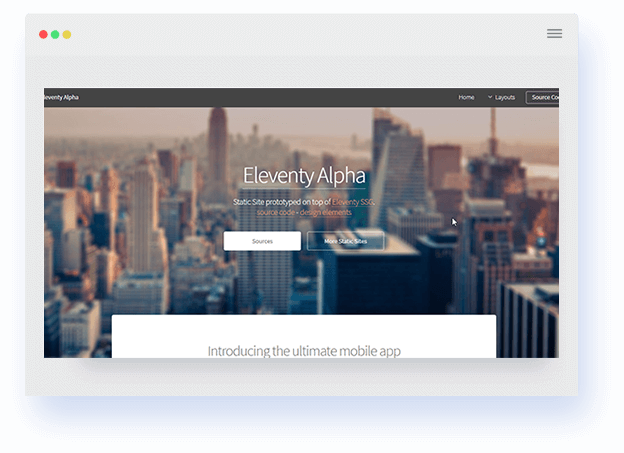 leventy Alpha
Home
Layouts
Source Co
Eleventy Alpha
Static Site prototyped on top of Eleventy SSG.
source code • design elements
Sources
More Static Sites
Introducing the ultimate mobile app